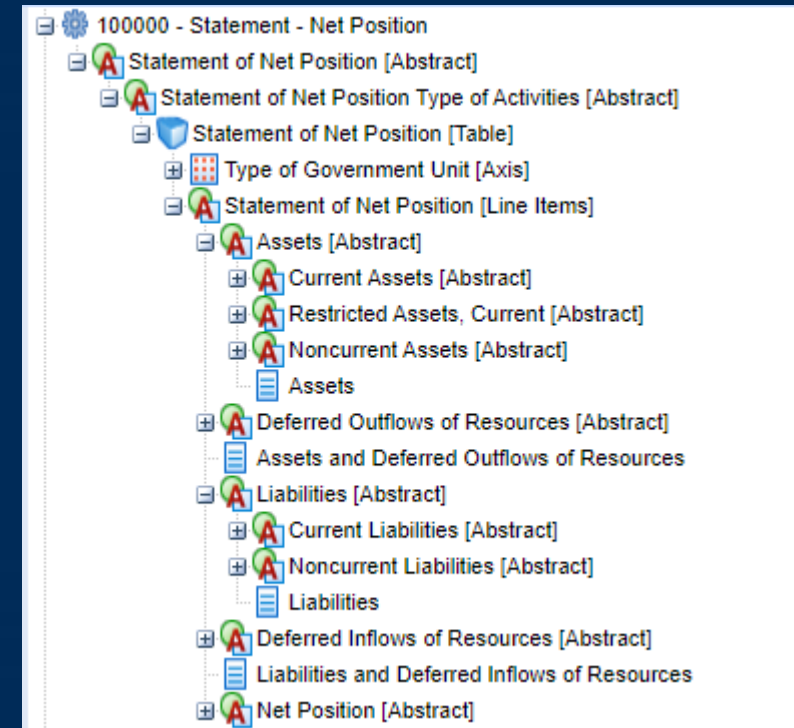 100000 - Statement - Net Position
Statement of Net Position [Abstract]
Statement of Net Position Type of Activities [Abstract]
Statement of Net Position [Table]
Type of Government Unit [Axis]
Statement of Net Position [Line Items]
Assets [Abstract]
Current Assets [Abstract]
Restricted Assets, Current [Abstract]
Noncurrent Assets [Abstract]
Assets
Deferred Outflows of Resources [Abstract]
Assets and Deferred Outflows of Resources
Liabilities [Abstract]
Current Liabilities [Abstract]
Noncurrent Liabilities [Abstract]
Liabilities
Deferred Inflows of Resources [Abstract]
Liabilities and Deferred Inflows of Resources
Net Position [Abstract]